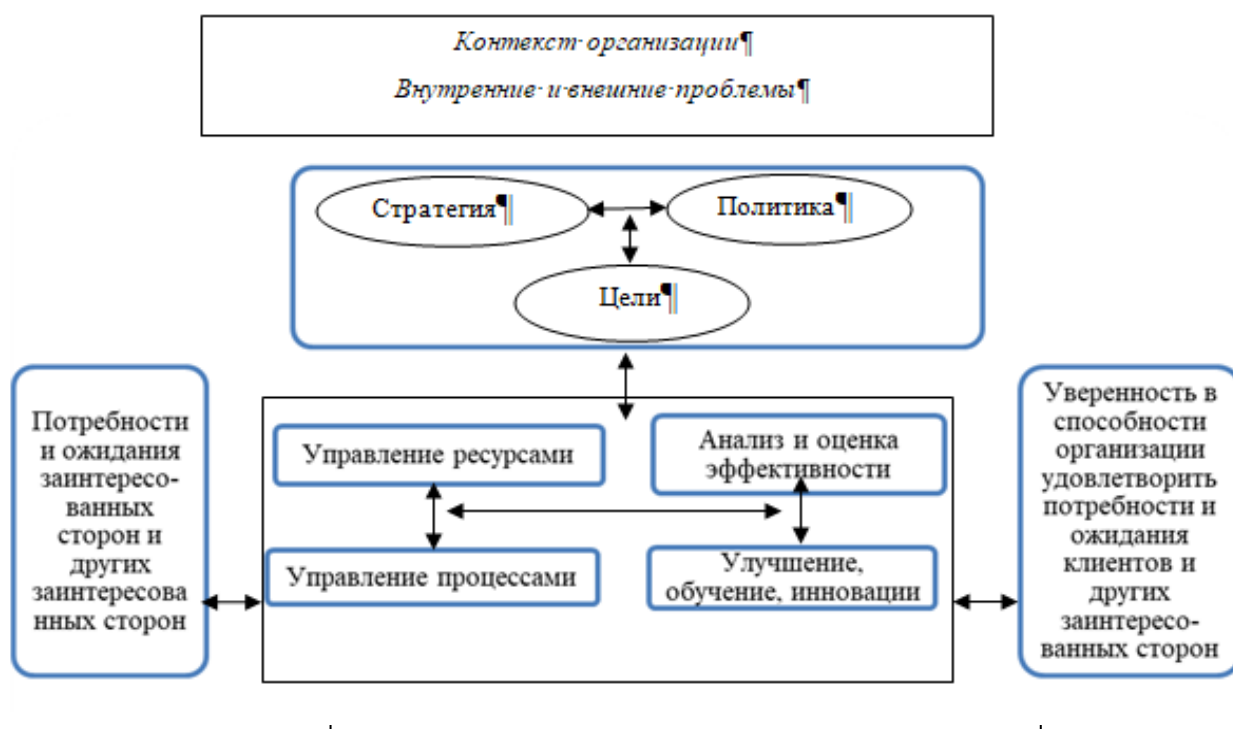 Контекст·организации¶
Внутренние·и·внешние·проблемы¶
Стратегия¶
Политика¶
Цели¶
Потребности
и ожидания
заинтересо-
ванных
сторон и
других
заинтересова
нных сторон
Управление ресурсами
Анализ и оценка
эффективности
Управление процессами
Улучшение,
обучение, инновации
Уверенность в
способности
организации
удовлетворить
потребности и
ожидания
клиентов и
других
заинтересо-
ванных сторон